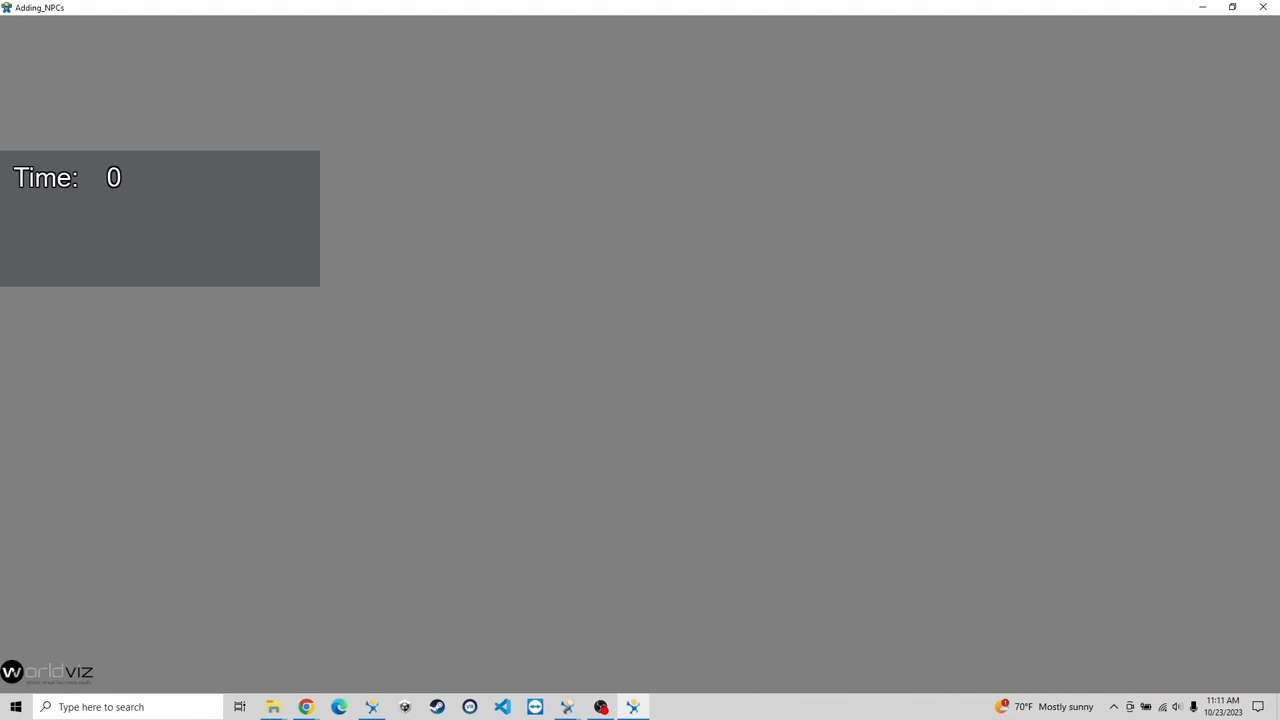 Adding_NPCs
Time: 0
worldviz
Type here to search
70°F Mostly sunny
11:11 AM
10/23/2023